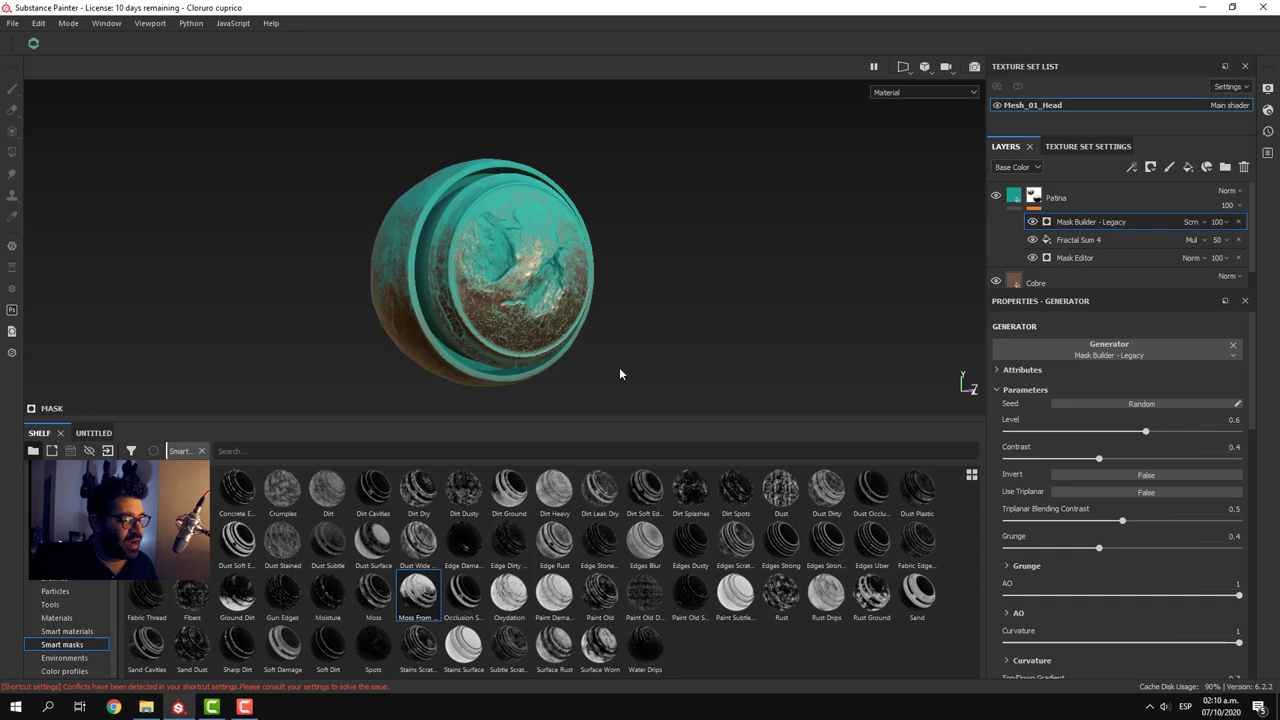 Substance Painter - License: 10 days remaining - Cloruro cuprico
File Edit Mode Window Viewport Python JavaScript Help
Material
MASK
TEXTURE SET LIST
Settings
Mesh_01_Head Main shader
LAYERS TEXTURE SET SETTINGS
Base Color
Patina Norm 100
Mask Builder - Legacy Scrn 100
Fractal Sum 4 Mul 50
Mask Editor Norm 100
Cobre Norm
PROPERTIES - GENERATOR
GENERATOR
Generator
Mask Builder - Legacy
Attributes
Parameters
Seed Random
Level 0.6
Contrast 0.4
Invert False
Use Triplanar False
Triplanar Blending Contrast 0.5
Grunge 0.4
Grunge
AO 1
AO
Curvature 1
Curvature
Y
Z
SHELF UNTITLED
Smart... Search...
Particles
Tools
Materials
Smart materials
Smart masks
Environments
Color profiles
Concrete E... Crumples Dirt Dirt Cavities Dirt Dry Dirt Dusty Dirt Ground Dirt Heavy Dirt Leak Dry Dirt Soft Ed... Dirt Splashes Dirt Spots Dust Dust Dirty Dust Occlu... Dust Plastic
Dust Soft E... Dust Stained Dust Subtle Dust Surface Dust Wide ... Edge Dama... Edge Dirty ... Edge Rust Edge Stone... Edges Blur Edges Dusty Edges Scrat... Edges Strong Edges Stron... Edges Uber Fabric Edge...
Fabric Thread Fibers Ground Dirt Gun Edges Moisture Moss Moss From ... Occlusion S... Oxydation Paint Dama... Paint Old Paint Old D... Paint Old S... Paint Subtle... Rust Rust Drips Rust Ground Sand
Sand Cavities Sand Dust Sharp Dirt Soft Damage Soft Dirt Spots Stains Scrat... Stains Surface Subtle Scrat... Surface Rust Surface Worn Water Drips
[Shortcut settings] Conflicts have been detected in your shortcut settings.Please consult your settings to solve the issue.
Cache Disk Usage: 90% | Version: 6.2.2
Ps
ESP
02:10 a.m.
07/10/2020
5